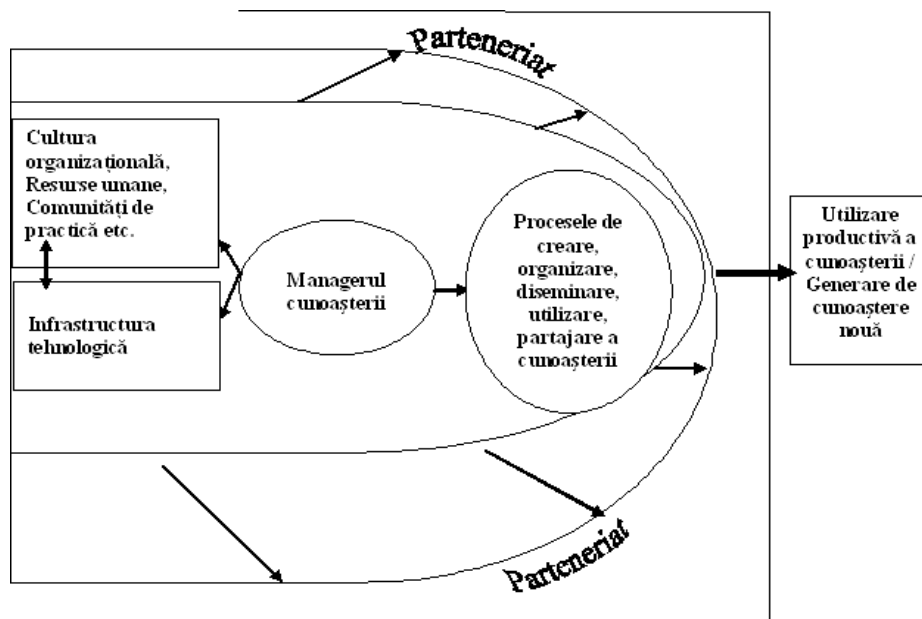 Parteneriat
Cultura
organizațională,
Resurse umane,
Comunități de
practică etc.
Infrastructura
tehnologică
Managerul
cunoașterii
Procesele de
creare,
organizare,
diseminare,
utilizare,
partajare a
cunoașterii
Utilizare
productivă a
cunoașterii /
Generare de
cunoaștere
nouă
Parteneriat